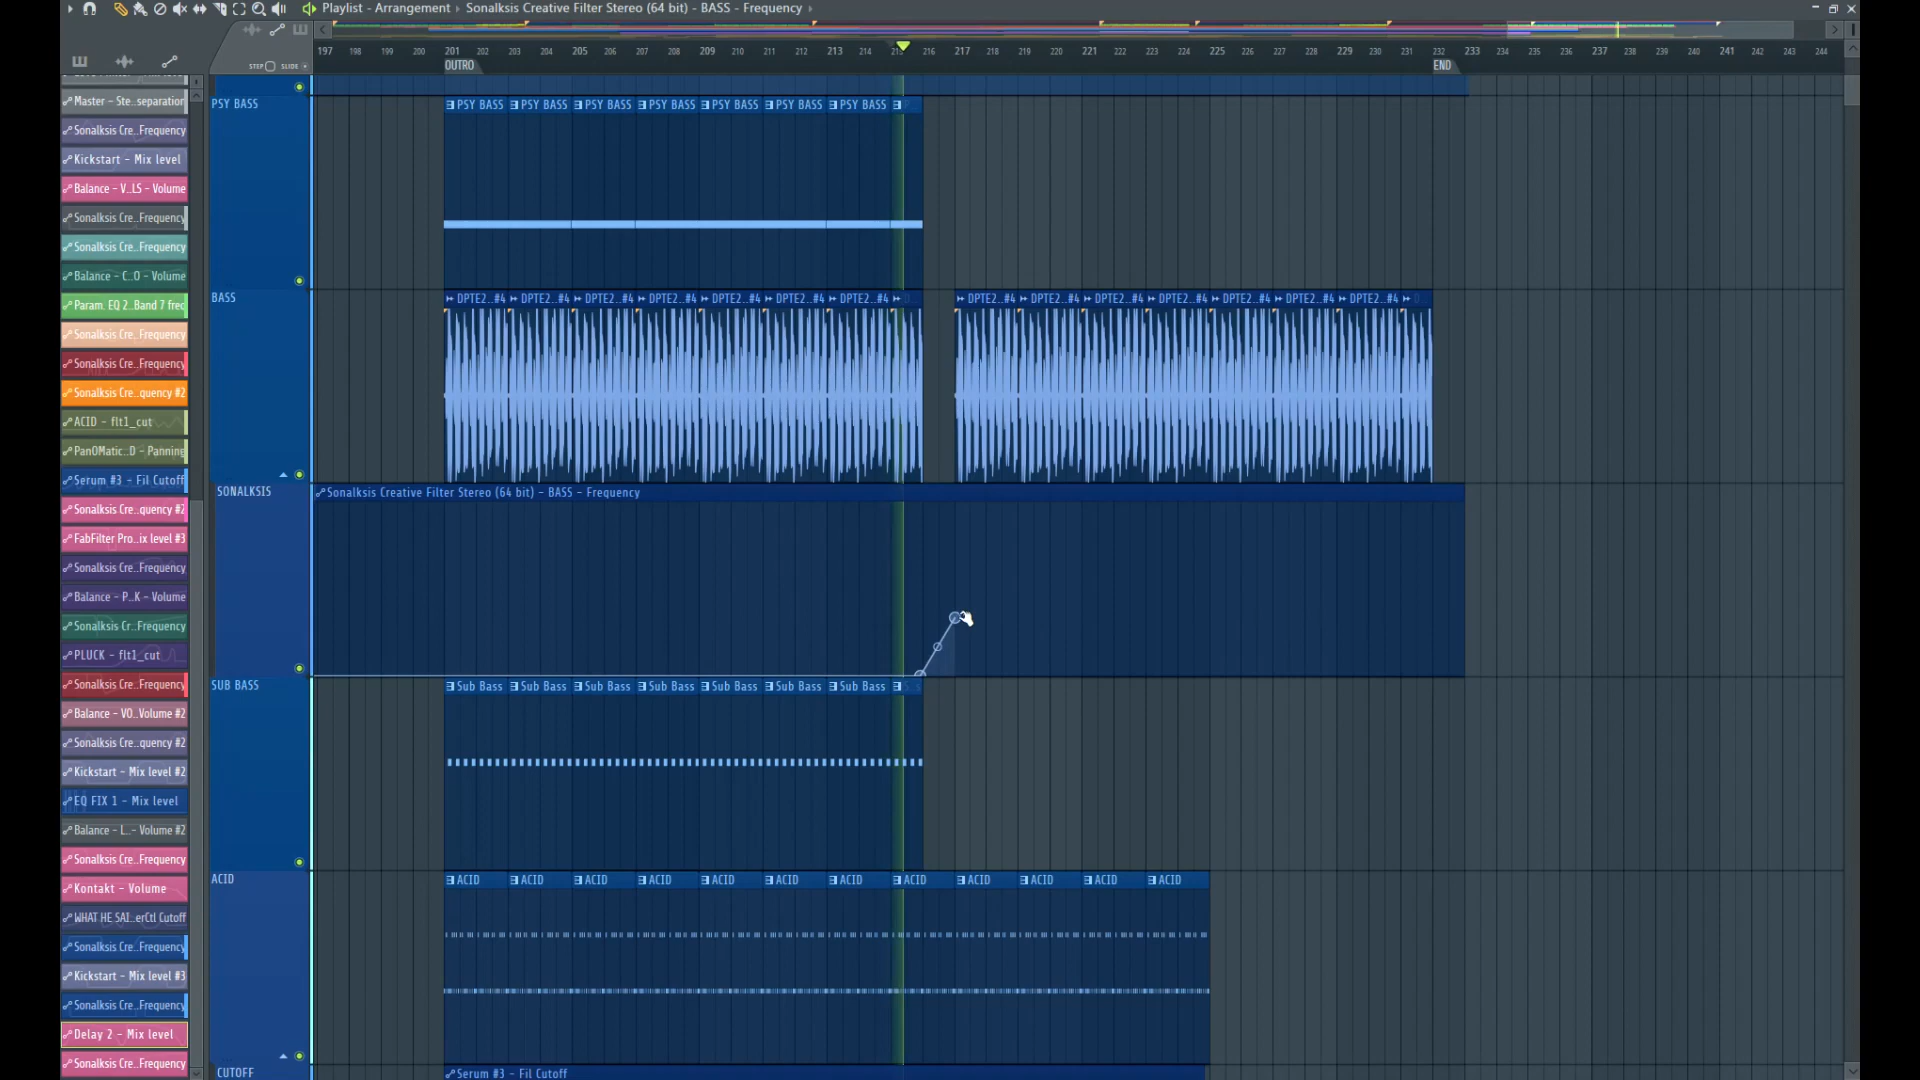 Playlist - Arrangement › Sonalksis Creative Filter Stereo (64 bit) - BASS - Frequency ›
197 198 199 200 201 202 203 204 205 206 207 208 209 210 211 212 213 214 215 216 217 218 219 220 221 222 223 224 225 226 227 228 229 230 231 232 233 234 235 236 237 238 239 240 241 242 243 244
STEP SLIDE
OUTRO
END
Master - Ste..separation
Sonalksis Cre..Frequency
Kickstart - Mix level
Balance - V...LS - Volume
Sonalksis Cre..Frequency
Sonalksis Cre..Frequency
Balance - C...O - Volume
Param. EQ 2..Band 7 freq
Sonalksis Cre..Frequency
Sonalksis Cre..Frequency
Sonalksis Cre..quency #2
ACID - flt1_cut
PanOMatic..D - Panning
Serum #3 - Fil Cutoff
Sonalksis Cre..quency #2
FabFilter Pro..ix level #3
Sonalksis Cre..Frequency
Balance - P...K - Volume
Sonalksis Cr..Frequency
PLUCK - flt1_cut
Sonalksis Cre..Frequency
Balance - VO..Volume #2
Sonalksis Cre..quency #2
Kickstart - Mix level #2
EQ FIX 1 - Mix level
Balance - L...- Volume #2
Sonalksis Cre..Frequency
Kontakt - Volume
WHAT HE SAI..erCtl Cutoff
Sonalksis Cre..Frequency
Kickstart - Mix level #3
Sonalksis Cre..Frequency
Delay 2 - Mix level
Sonalksis Cre..Frequency
PSY BASS
PSY BASS PSY BASS PSY BASS PSY BASS PSY BASS PSY BASS PSY BASS
BASS
DPTE2..#4 DPTE2..#4 DPTE2..#4 DPTE2..#4 DPTE2..#4 DPTE2..#4 DPTE2..#4 DPTE2..#4 DPTE2..#4 DPTE2..#4 DPTE2..#4 DPTE2..#4 DPTE2..#4 DPTE2..#4
SONALKSIS
Sonalksis Creative Filter Stereo (64 bit) - BASS - Frequency
SUB BASS
Sub Bass Sub Bass Sub Bass Sub Bass Sub Bass Sub Bass Sub Bass
ACID
ACID ACID ACID ACID ACID ACID ACID ACID ACID ACID ACID ACID
CUTOFF
Serum #3 - Fil Cutoff